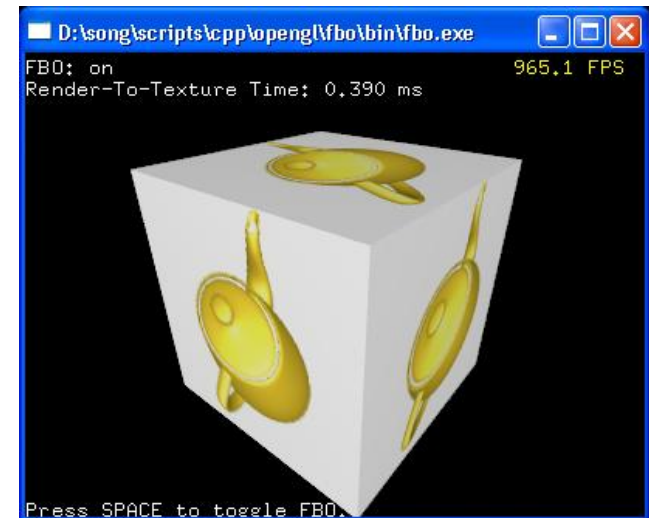 D:\song\scripts\cpp\opengl\fbo\bin\fbo.exe
FBO: on 965.1 FPS
Render-To-Texture Time: 0.390 ms
Press SPACE to toggle FBO.